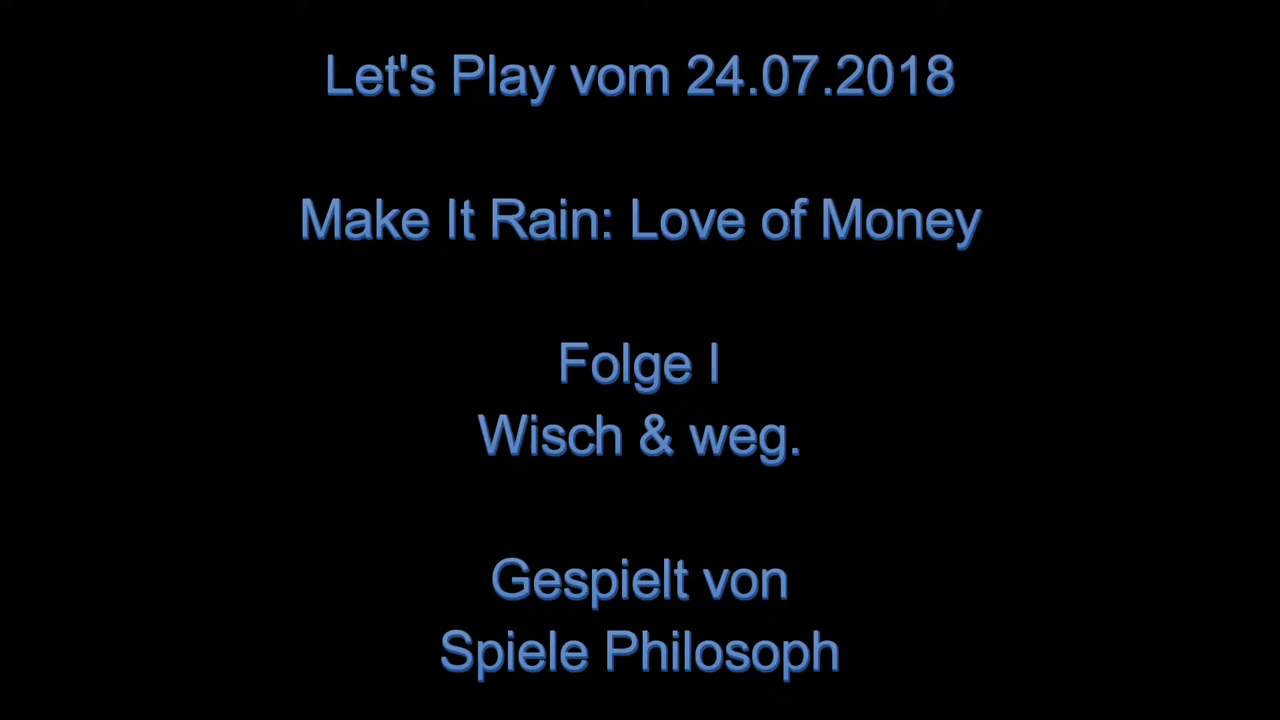 Let's Play vom 24.07.2018
Make It Rain: Love of Money
Folge I
Wisch & weg.
Gespielt von
Spiele Philosoph